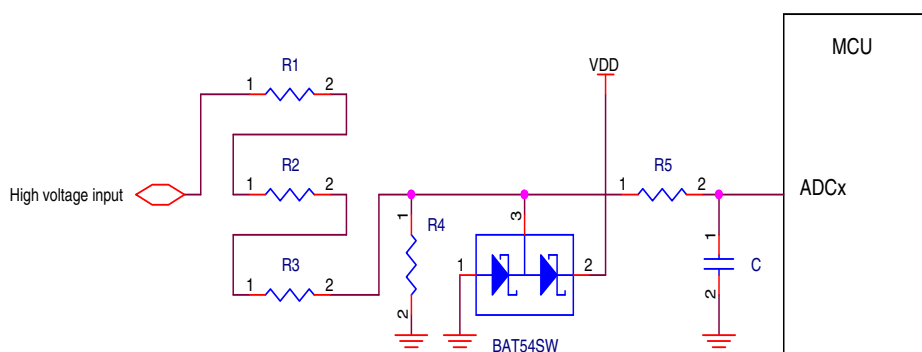 MCU
R1
VDD
1 2
R2
R5
High voltage input
1 2
1 2
ADCx
1
3
R4
1
R3
1 2
1 2
C
2
2
BAT54SW